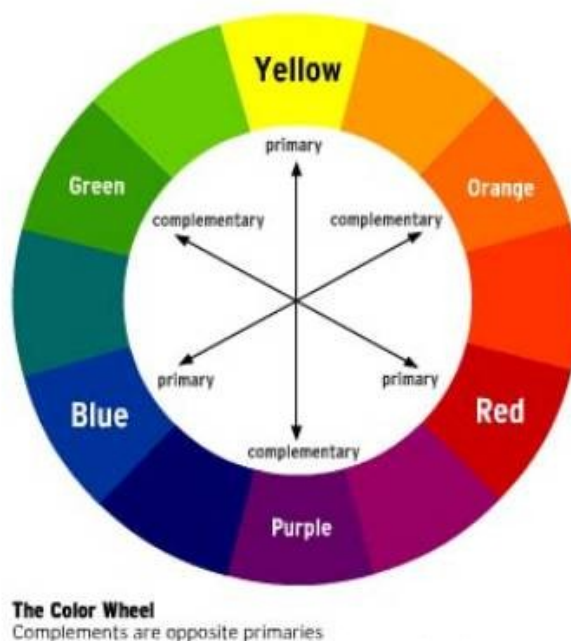 Yellow
primary
Green
Orange
complementary
complementary
primary
primary
Blue
Red
complementary
Purple
The Color Wheel
Complements are opposite primaries